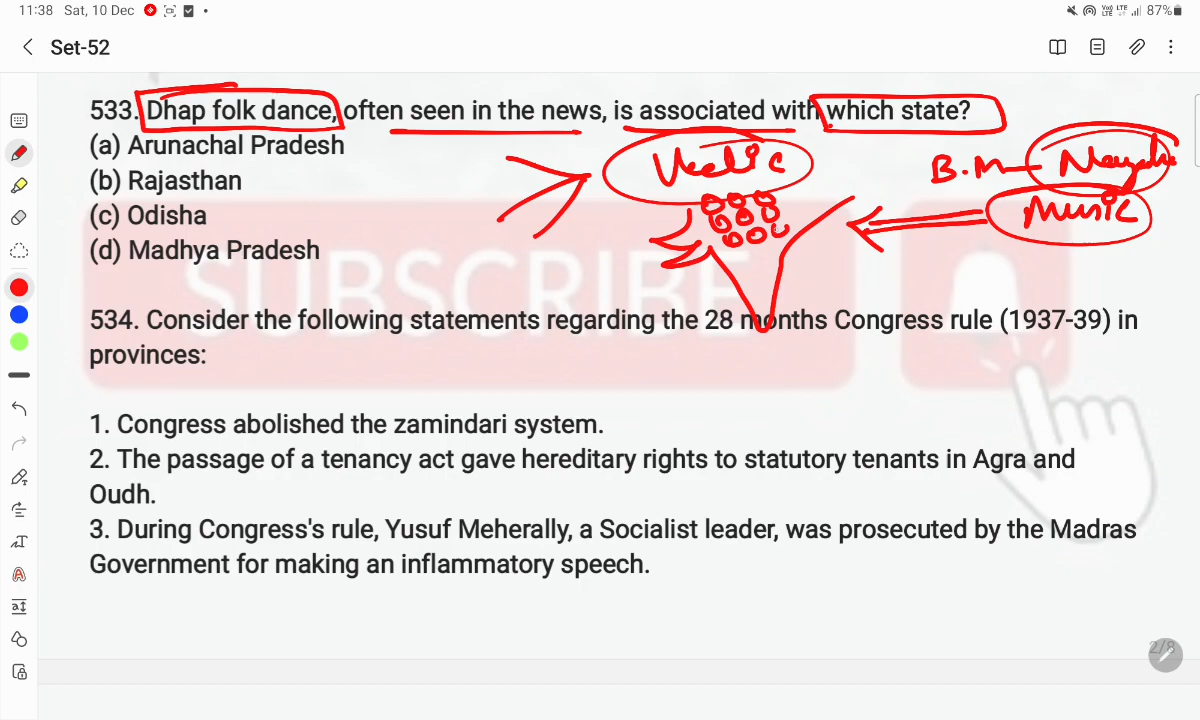 11:38 Sat, 10 Dec 87%
Set-52
533. Dhap folk dance, often seen in the news, is associated with which state?
(a) Arunachal Pradesh
(b) Rajasthan
(c) Odisha
(d) Madhya Pradesh
B.M
Music
SUBSCRIBE
534. Consider the following statements regarding the 28 months Congress rule (1937-39) in
provinces:
1. Congress abolished the zamindari system.
2. The passage of a tenancy act gave hereditary rights to statutory tenants in Agra and
Oudh.
3. During Congress's rule, Yusuf Meherally, a Socialist leader, was prosecuted by the Madras
Government for making an inflammatory speech.
2/8